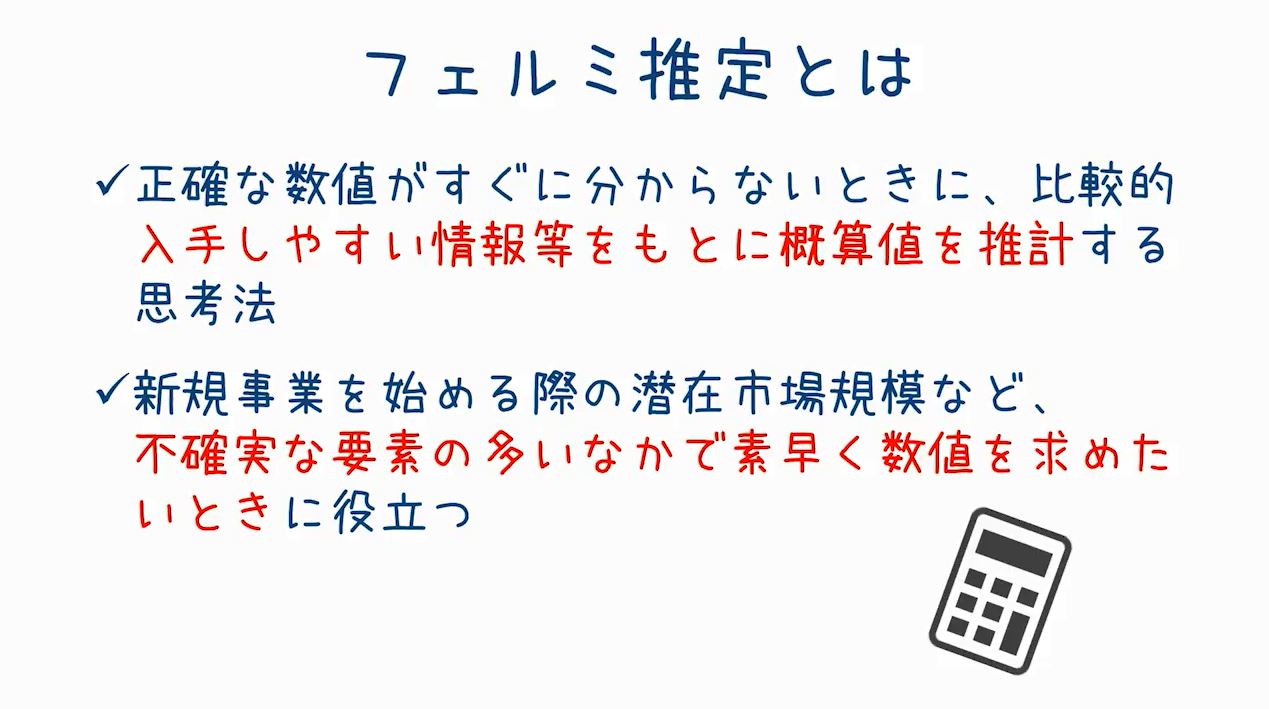 フェルミ推定とは
✓正確な数値がすぐに分からないときに、比較的
入手しやすい情報等をもとに概算値を推計する
思考法
✓新規事業を始める際の潜在市場規模など、
不確実な要素の多いなかで素早く数値を求めた
いときに役立つ